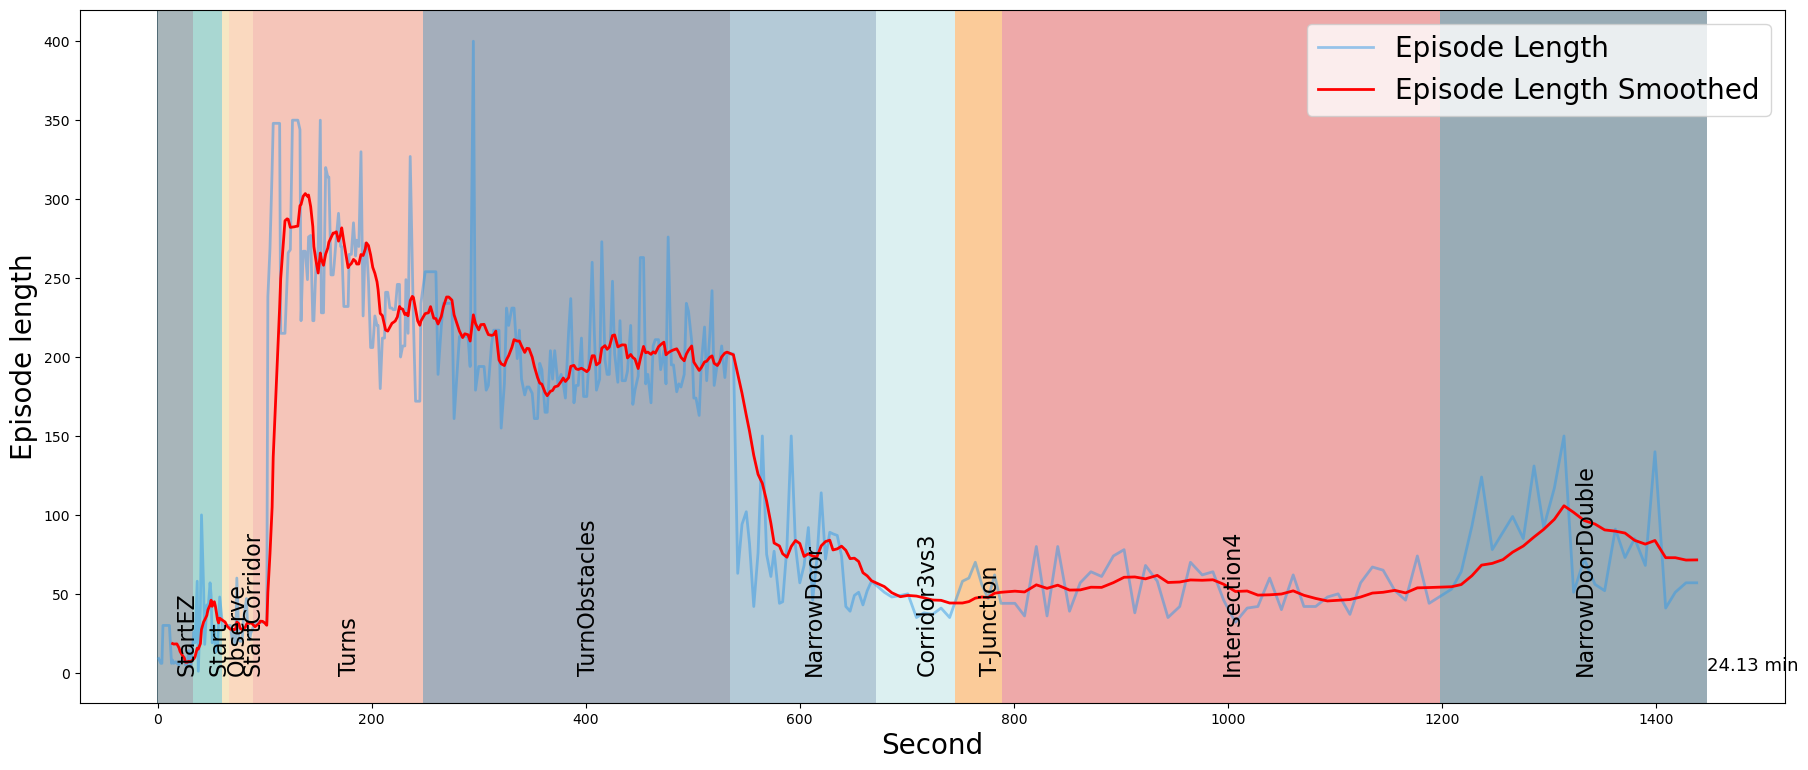 Episode Length
Episode Length Smoothed
Episode length
400
350
300
250
200
150
100
50
0
StartEZ
Start
Observe
StartCorridor
Turns
TurnObstacles
NarrowDoor
Corridor3vs3
T-Junction
Intersection4
NarrowDoorDouble
24.13 min
0
200
400
600
800
1000
1200
1400
Second